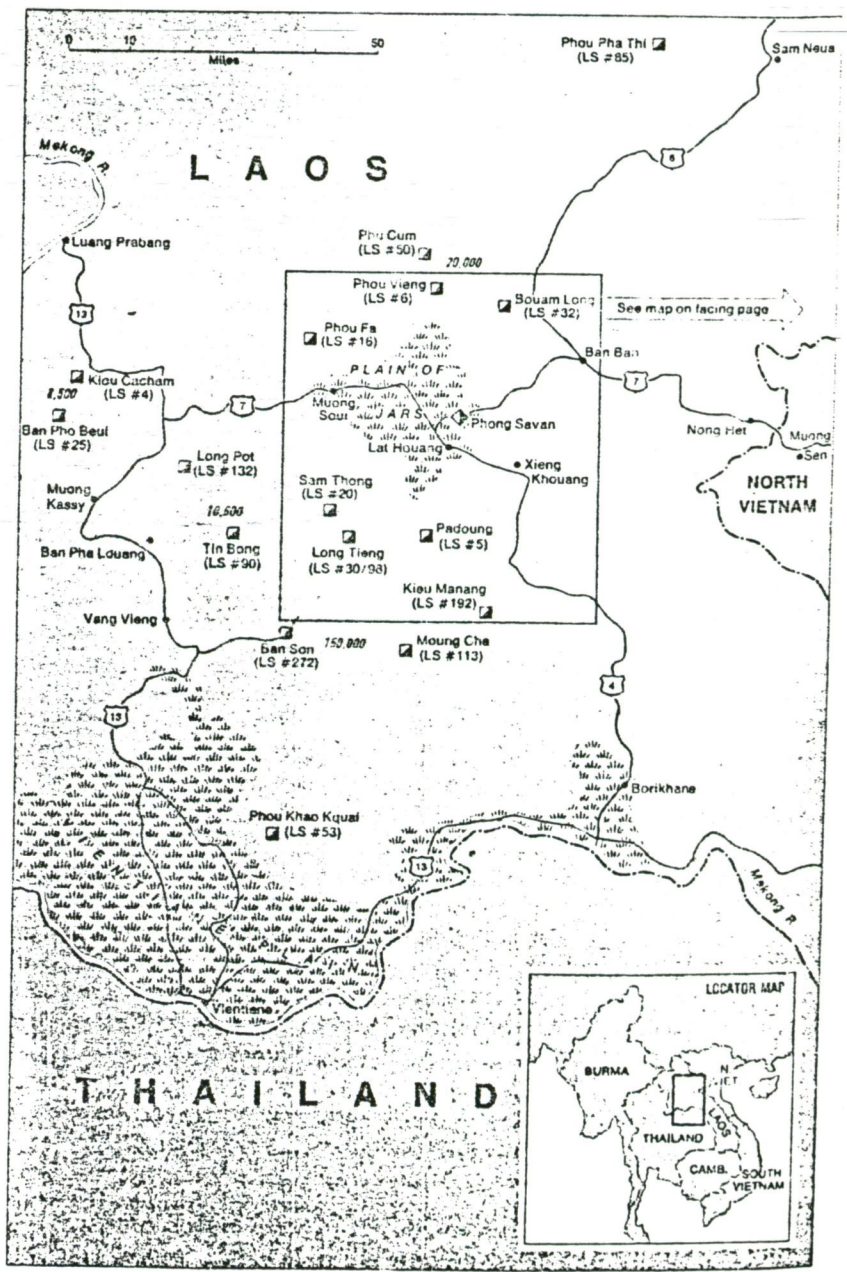 0 10 50
Miles
Phou Pha Thi
(LS #85)
Sam Neua
Mekong R.
6
LAOS
Luang Prabang
Phu Cum
(LS #50)
20,000
Phou Vieng
(LS #6)
Bouam Long
(LS #32)
See map on facing page
13
Phou Fa
(LS #16)
PLAIN OF
JARS
Ban Ban
Kiou Cacham
(LS #4)
8,500
7
7
Muong
Soui
Ban Pho Beui
(LS #25)
Phong Savan
Nong Het
Muong
Sen
Lat Houang
Long Pot
(LS #132)
Xieng
Khouang
NORTH
VIETNAM
Muong
Kassy
Sam Thong
(LS #20)
10,500
Ban Pha Louang
Tin Bong
(LS #90)
Long Tieng
(LS #30/98)
Padoung
(LS #5)
Kieu Manang
(LS #192)
Vang Vieng
Ban Son
(LS #272)
150,000
Moung Cha
(LS #113)
4
13
Borikhane
Phou Khao Kquai
(LS #53)
13
Mekong R.
PLAIN
Vientiane
THAILAND
LOCATOR MAP
BURMA
N
VIET
LAOS
THAILAND
CAMB.
SOUTH
VIETNAM